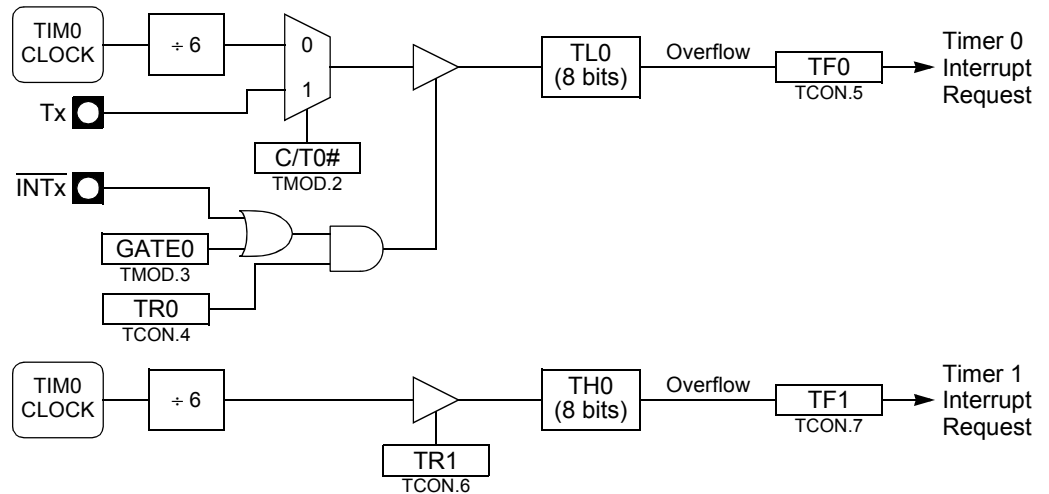 TIM0
CLOCK
÷ 6
0
1
Tx
C/T0#
TMOD.2
TL0
(8 bits)
Overflow
TF0
TCON.5
Timer 0
Interrupt
Request
INTx
GATE0
TMOD.3
TR0
TCON.4
TIM0
CLOCK
÷ 6
TR1
TCON.6
TH0
(8 bits)
Overflow
TF1
TCON.7
Timer 1
Interrupt
Request